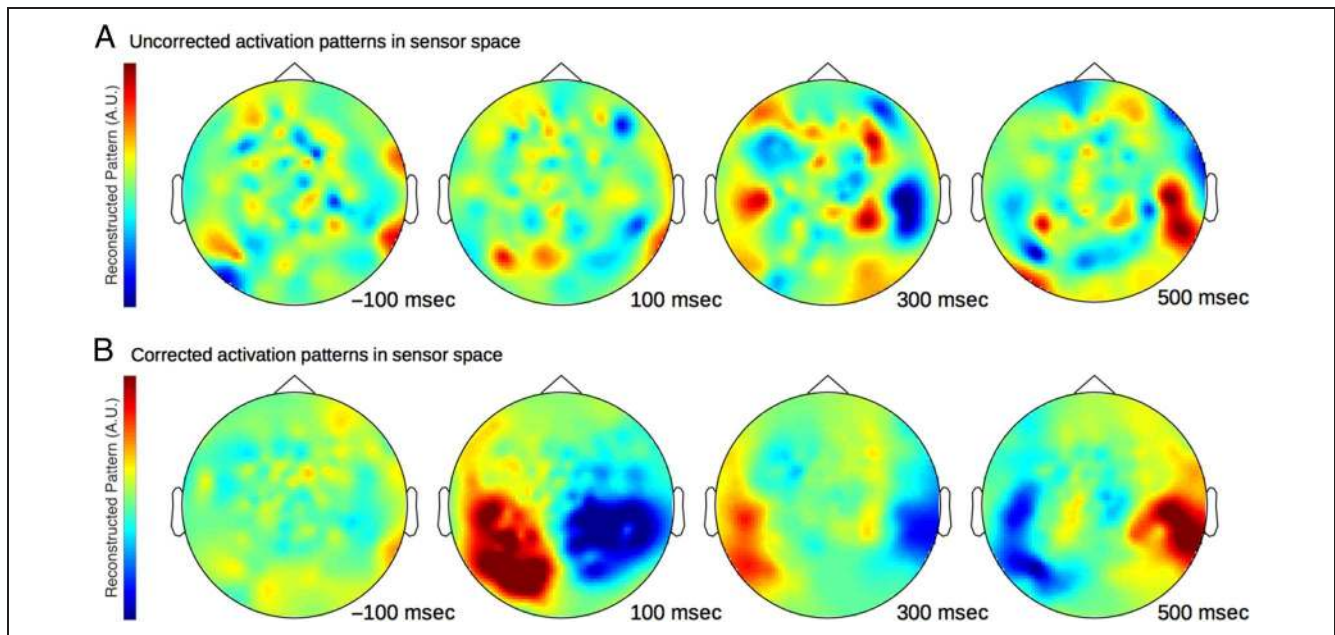 A Uncorrected activation patterns in sensor space
Reconstructed Pattern (A.U.)
−100 msec
100 msec
300 msec
500 msec
B Corrected activation patterns in sensor space
Reconstructed Pattern (A.U.)
−100 msec
100 msec
300 msec
500 msec